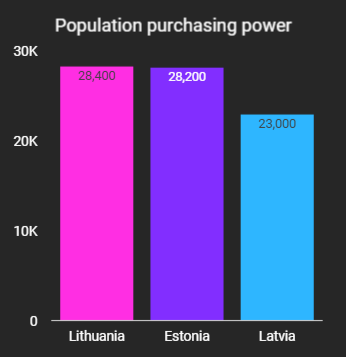 Population purchasing power
30K
28,400
28,200
23,000
20K
10K
0
Lithuania Estonia Latvia